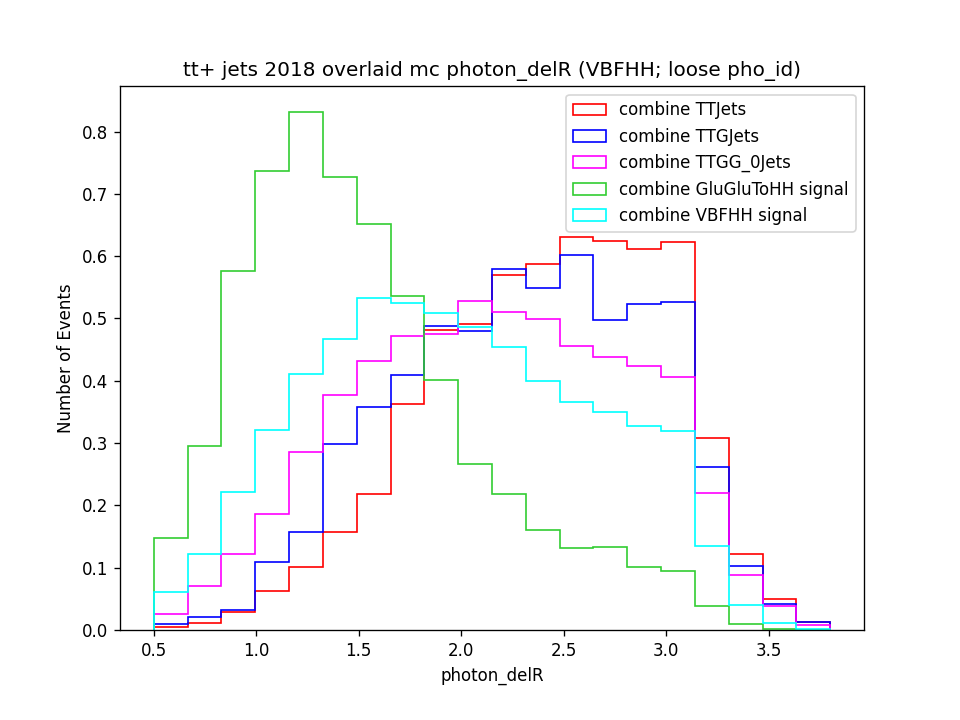 tt+ jets 2018 overlaid mc photon_delR (VBFHH; loose pho_id)
combine TTJets
combine TTGJets
combine TTGG_0Jets
combine GluGluToHH signal
combine VBFHH signal
Number of Events
0.8
0.7
0.6
0.5
0.4
0.3
0.2
0.1
0.0
0.5 1.0 1.5 2.0 2.5 3.0 3.5
photon_delR